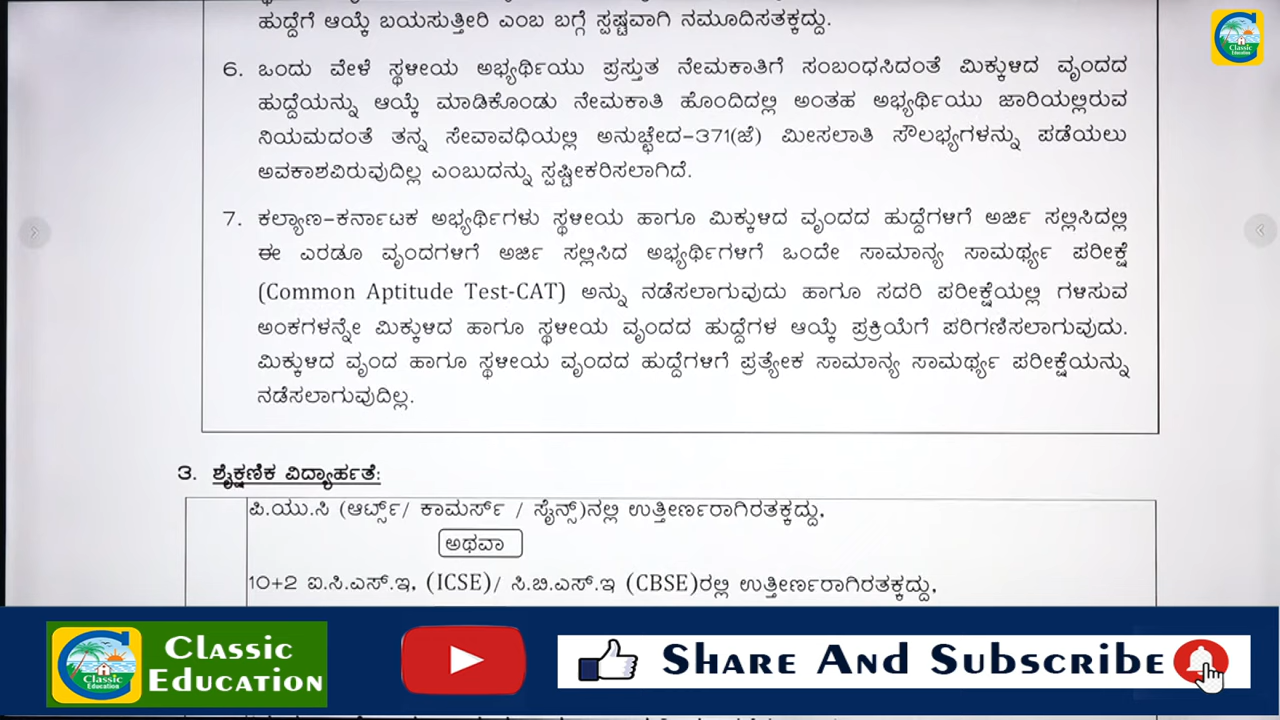 ಹುದ್ದೆಗೆ ಆಯ್ಕೆ ಬಯಸುತ್ತೀರಿ ಎಂಬ ಬಗ್ಗೆ ಸ್ಪಷ್ಟವಾಗಿ ನಮೂದಿಸತಕ್ಕದ್ದು.
Classic
Education
6. ಒಂದು ವೇಳೆ ಸ್ಥಳೀಯ ಅಭ್ಯರ್ಥಿಯು ಪ್ರಸ್ತುತ ನೇಮಕಾತಿಗೆ ಸಂಬಂಧಸಿದಂತೆ ಮಿಕ್ಕುಳಿದ ವೃಂದದ
ಹುದ್ದೆಯನ್ನು ಆಯ್ಕೆ ಮಾಡಿಕೊಂಡು ನೇಮಕಾತಿ ಹೊಂದಿದಲ್ಲಿ ಅಂತಹ ಅಭ್ಯರ್ಥಿಯು ಜಾರಿಯಲ್ಲಿರುವ
ನಿಯಮದಂತೆ ತನ್ನ ಸೇವಾವಧಿಯಲ್ಲಿ ಅನುಚ್ಛೇದ-371(ಜೆ) ಮೀಸಲಾತಿ ಸೌಲಭ್ಯಗಳನ್ನು ಪಡೆಯಲು
ಅವಕಾಶವಿರುವುದಿಲ್ಲ ಎಂಬುದನ್ನು ಸ್ಪಷ್ಟೀಕರಿಸಲಾಗಿದೆ.
7. ಕಲ್ಯಾಣ-ಕರ್ನಾಟಕ ಅಭ್ಯರ್ಥಿಗಳು ಸ್ಥಳೀಯ ಹಾಗೂ ಮಿಕ್ಕುಳಿದ ವೃಂದದ ಹುದ್ದೆಗಳಿಗೆ ಅರ್ಜಿ ಸಲ್ಲಿಸಿದಲ್ಲಿ
ಈ ಎರಡೂ ವೃಂದಗಳಿಗೆ ಅರ್ಜಿ ಸಲ್ಲಿಸಿದ ಅಭ್ಯರ್ಥಿಗಳಿಗೆ ಒಂದೇ ಸಾಮಾನ್ಯ ಸಾಮರ್ಥ್ಯ ಪರೀಕ್ಷೆ
(Common Aptitude Test-CAT) ಅನ್ನು ನಡೆಸಲಾಗುವುದು ಹಾಗೂ ಸದರಿ ಪರೀಕ್ಷೆಯಲ್ಲಿ ಗಳಿಸುವ
ಅಂಕಗಳನ್ನೇ ಮಿಕ್ಕುಳಿದ ಹಾಗೂ ಸ್ಥಳೀಯ ವೃಂದದ ಹುದ್ದೆಗಳ ಆಯ್ಕೆ ಪ್ರಕ್ರಿಯೆಗೆ ಪರಿಗಣಿಸಲಾಗುವುದು.
ಮಿಕ್ಕುಳಿದ ವೃಂದ ಹಾಗೂ ಸ್ಥಳೀಯ ವೃಂದದ ಹುದ್ದೆಗಳಿಗೆ ಪ್ರತ್ಯೇಕ ಸಾಮಾನ್ಯ ಸಾಮರ್ಥ್ಯ ಪರೀಕ್ಷೆಯನ್ನು
ನಡೆಸಲಾಗುವುದಿಲ್ಲ.
3. ಶೈಕ್ಷಣಿಕ ವಿದ್ಯಾರ್ಹತೆ:
ಪಿ.ಯು.ಸಿ (ಆರ್ಟ್ಸ್/ ಕಾಮರ್ಸ್ / ಸೈನ್ಸ್)ನಲ್ಲಿ ಉತ್ತೀರ್ಣರಾಗಿರತಕ್ಕದ್ದು,
ಅಥವಾ
10+2 ಐ.ಸಿ.ಎಸ್.ಇ, (ICSE)/ ಸಿ.ಬಿ.ಎಸ್.ಇ (CBSE)ರಲ್ಲಿ ಉತ್ತೀರ್ಣರಾಗಿರತಕ್ಕದ್ದು,
Classic
Education
Classic
Education
Share And Subscribe